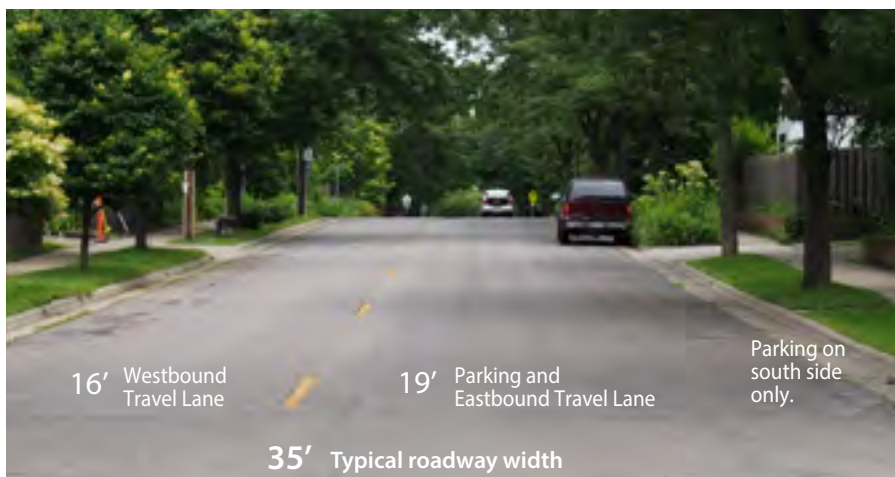 16’ Westbound
Travel Lane
19’ Parking and
Eastbound Travel Lane
Parking on
south side
only.
35’ Typical roadway width